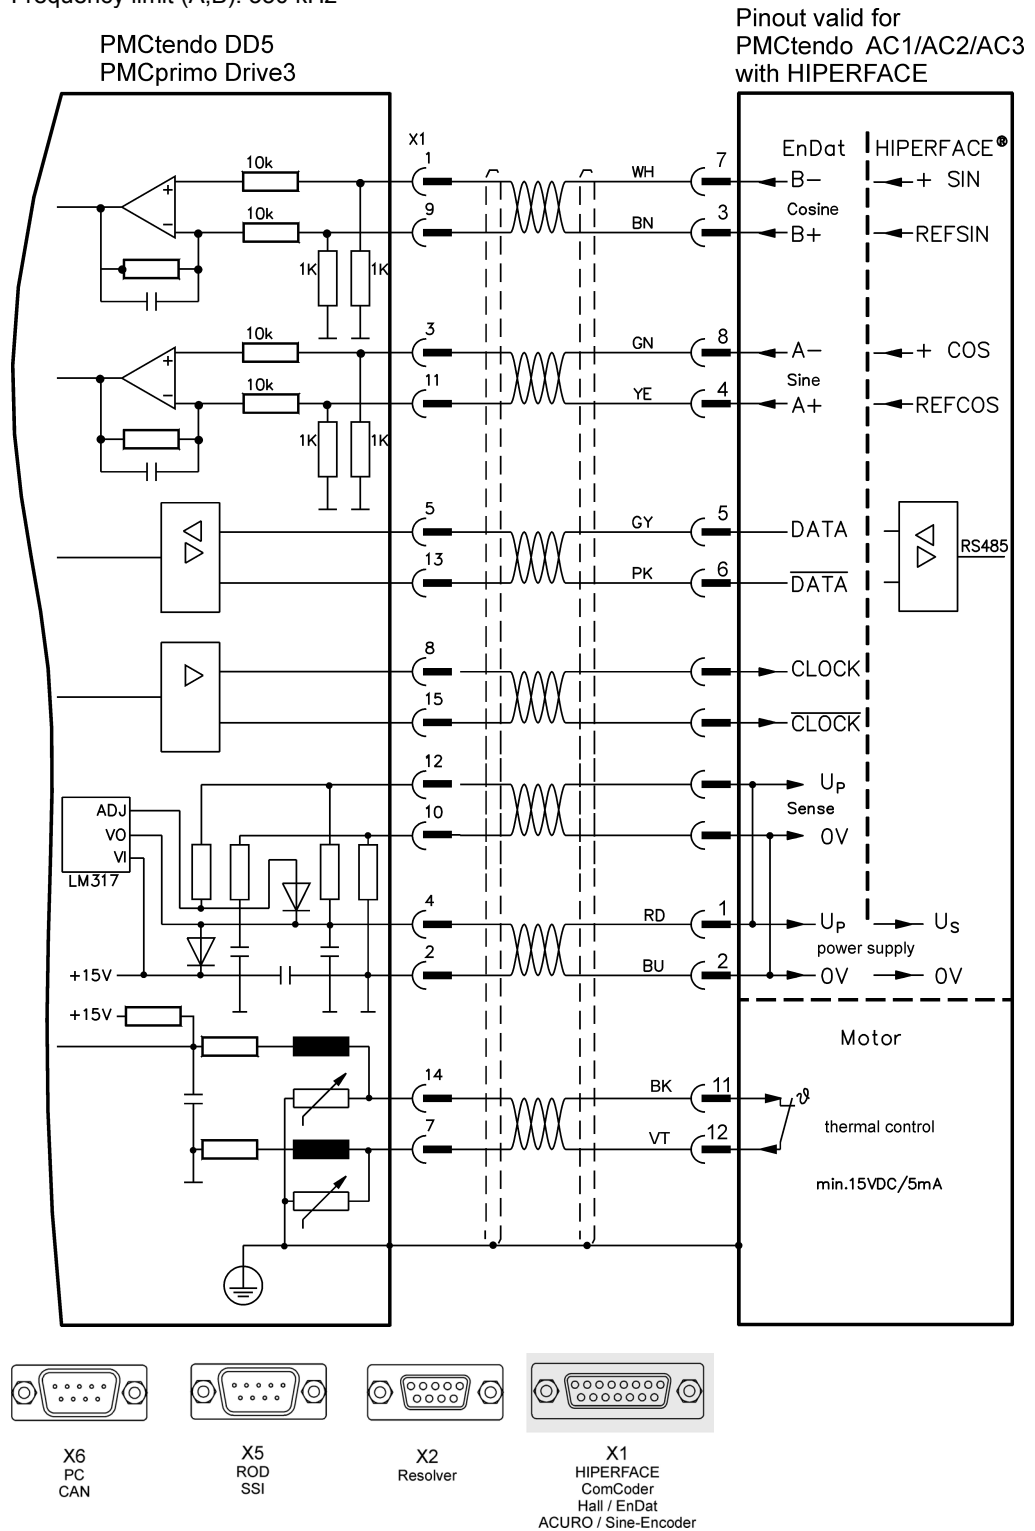 PMCtendo DD5
PMCprimo Drive3
Pinout valid for
PMCtendo AC1/AC2/AC3
with HIPERFACE
X1
EnDat HIPERFACE®
10k 1 WH 7 B- + SIN
Cosine
10k 9 BN 3 B+ REFSIN
1K 1K
10k 3 GN 8 A- + COS
Sine
10k 11 YE 4 A+ REFCOS
1K 1K
5 GY 5 DATA
RS485
13 PK 6 DATA
8 CLOCK
15 CLOCK
12 UP
Sense
10 0V
ADJ
VO
VI
LM317
4 RD 1 UP US
power supply
+15V 2 BU 2 0V 0V
+15V
Motor
14 BK 11 ϑ
thermal control
7 VT 12
min.15VDC/5mA
X6
PC
CAN
X5
ROD
SSI
X2
Resolver
X1
HIPERFACE
ComCoder
Hall / EnDat
ACURO / Sine-Encoder